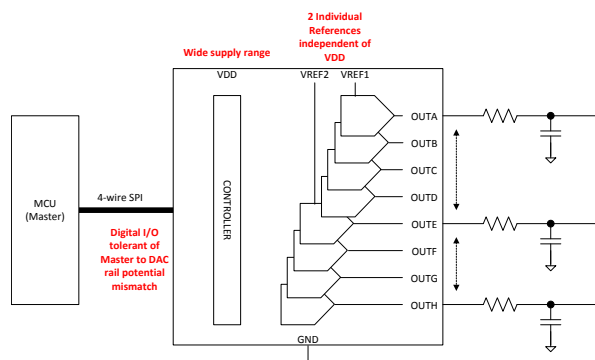 2 Individual
References
independent of
VDD
Wide supply range
VDD
VREF2
VREF1
OUTA
OUTB
OUTC
OUTD
OUTE
OUTF
OUTG
OUTH
CONTROLLER
MCU
(Master)
4-wire SPI
Digital I/O
tolerant of
Master to DAC
rail potential
mismatch
GND